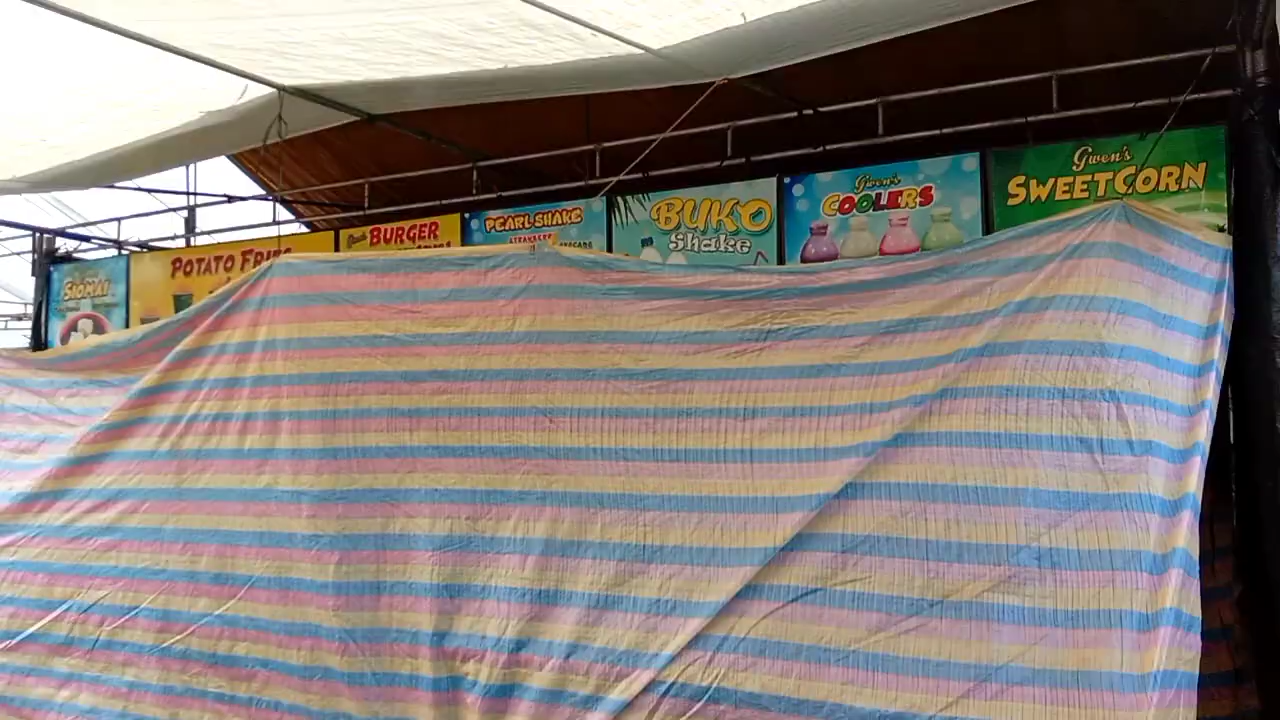 SIOMAI
POTATO FRIES
BURGER
PEARL SHAKE
BUKO
Shake
Gwen's
COOLERS
Gwen's
SWEETCORN